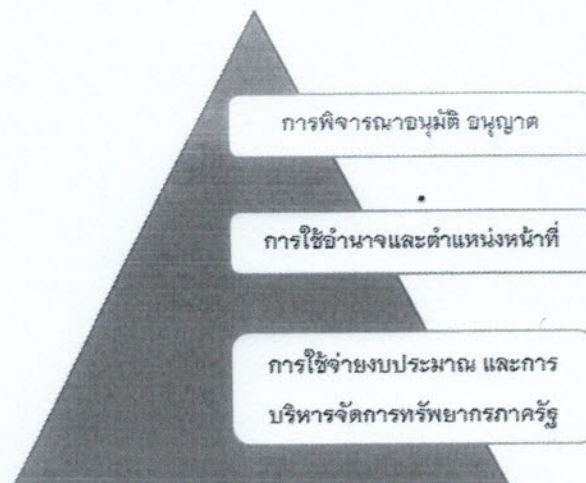 การพิจารณาอนุมัติ อนุญาต
การใช้อำนาจและตำแหน่งหน้าที่
การใช้จ่ายงบประมาณ และการ
บริหารจัดการทรัพยากรภาครัฐ